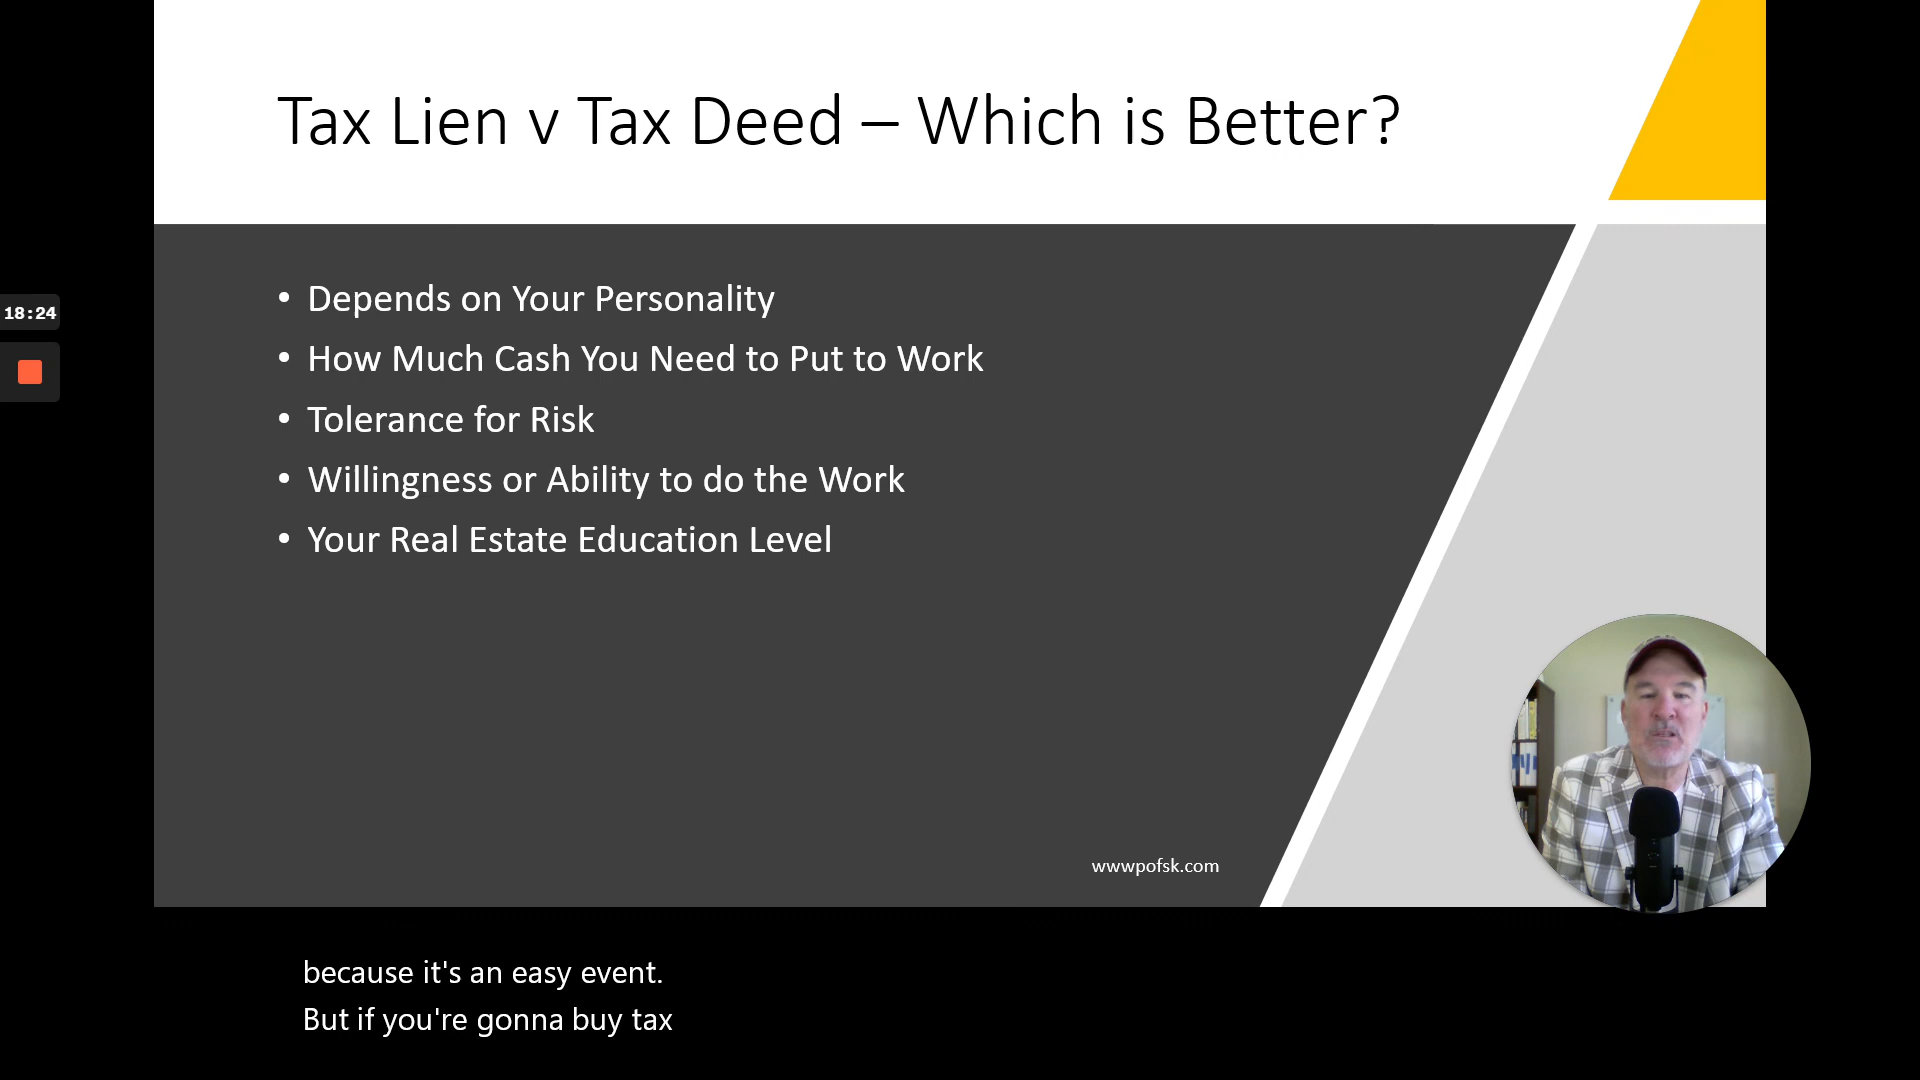 Tax Lien v Tax Deed – Which is Better?
18:24
• Depends on Your Personality
• How Much Cash You Need to Put to Work
• Tolerance for Risk
• Willingness or Ability to do the Work
• Your Real Estate Education Level
wwwpofsk.com
because it's an easy event.
But if you're gonna buy tax